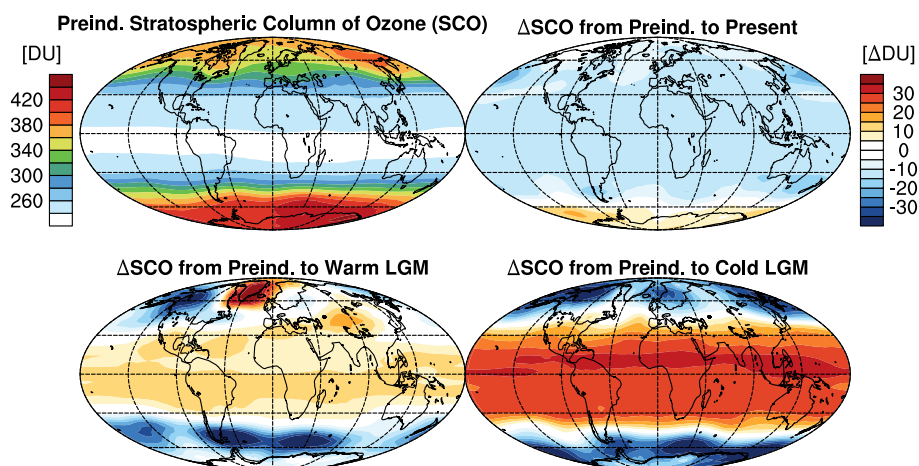 Preind. Stratospheric Column of Ozone (SCO)
ΔSCO from Preind. to Present
[DU]
420
380
340
300
260
[ΔDU]
30
20
10
0
-10
-20
-30
ΔSCO from Preind. to Warm LGM
ΔSCO from Preind. to Cold LGM